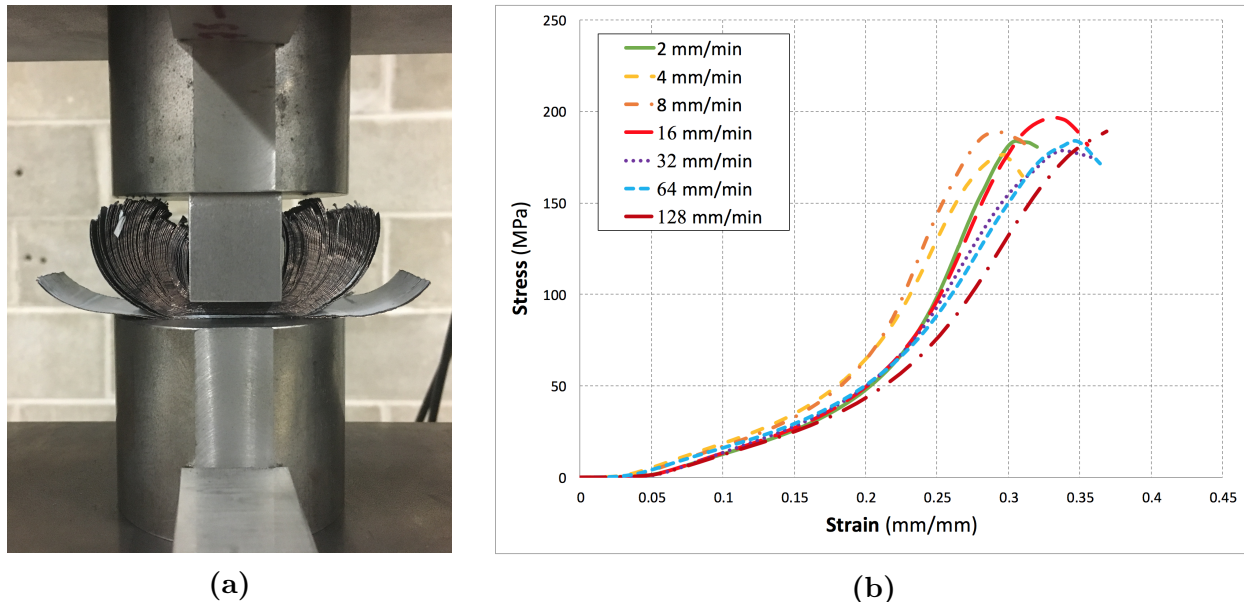 250
200
150
100
50
0
Stress (MPa)
2 mm/min
4 mm/min
8 mm/min
16 mm/min
32 mm/min
64 mm/min
128 mm/min
0 0.05 0.1 0.15 0.2 0.25 0.3 0.35 0.4 0.45
Strain (mm/mm)
(a)
(b)